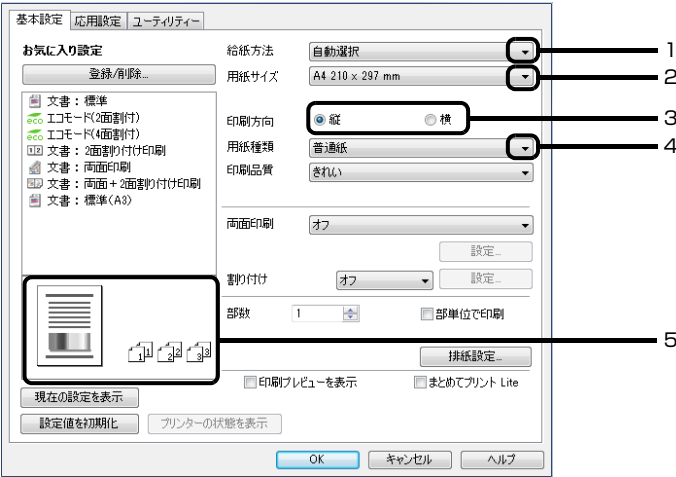 基本設定 応用設定 ユーティリティー
お気に入り設定
登録/削除...
文書：標準
eco エコモード(2面割付)
eco エコモード(4面割付)
12 文書：2面割り付け印刷
文書：両面印刷
文書：両面＋2面割り付け印刷
文書：標準(A3)
給紙方法 自動選択 1
用紙サイズ A4 210 x 297 mm 2
印刷方向 縦 横 3
用紙種類 普通紙 4
印刷品質 きれい
両面印刷 オフ
設定...
割り付け オフ 設定...
部数 1 部単位で印刷
5
1 1 2 2 3 3
排紙設定...
印刷プレビューを表示 まとめてプリント Lite
現在の設定を表示
設定値を初期化 プリンターの状態を表示
OK キャンセル ヘルプ